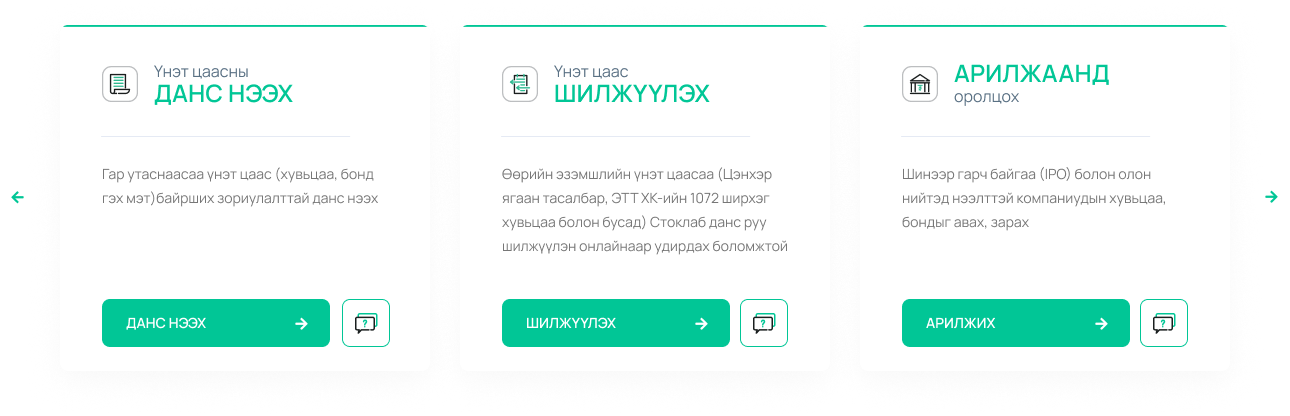 Үнэт цаасны
ДАНС НЭЭХ
Гар утаснаасаа үнэт цаас (хувьцаа, бонд
гэх мэт)байрших зориулалттай данс нээх
ДАНС НЭЭХ
Үнэт цаас
ШИЛЖҮҮЛЭХ
Өөрийн эзэмшлийн үнэт цаасаа (Цэнхэр
ягаан тасалбар, ЭТТ ХК-ийн 1072 ширхэг
хувьцаа болон бусад) Стоклаб данс руу
шилжүүлэн онлайнаар удирдах боломжтой
ШИЛЖҮҮЛЭХ
АРИЛЖААНД
оролцох
Шинээр гарч байгаа (IPO) болон олон
нийтэд нээлттэй компаниудын хувьцаа,
бондыг авах, зарах
АРИЛЖИХ